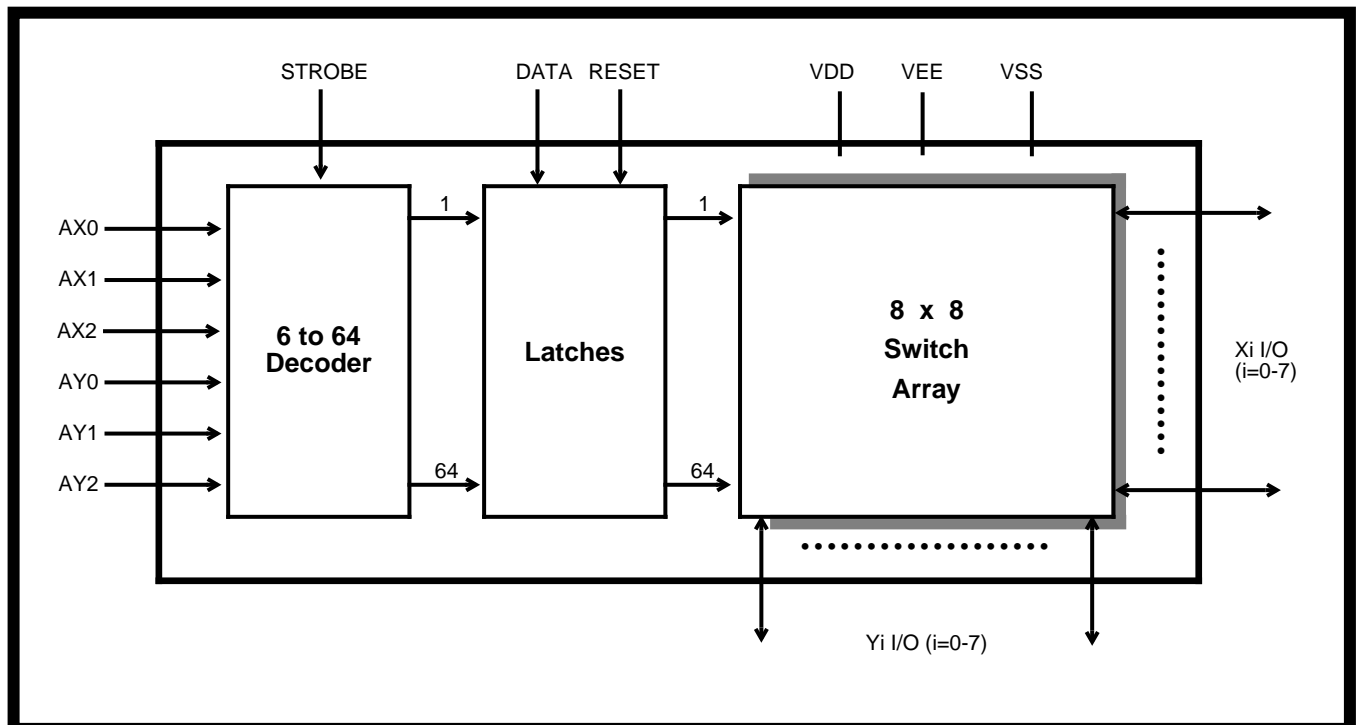 STROBE
DATA
RESET
VDD
VEE
VSS
AX0
AX1
AX2
AY0
AY1
AY2
6 to 64
Decoder
1
64
Latches
1
64
8 x 8
Switch
Array
Xi I/O
(i=0-7)
Yi I/O (i=0-7)